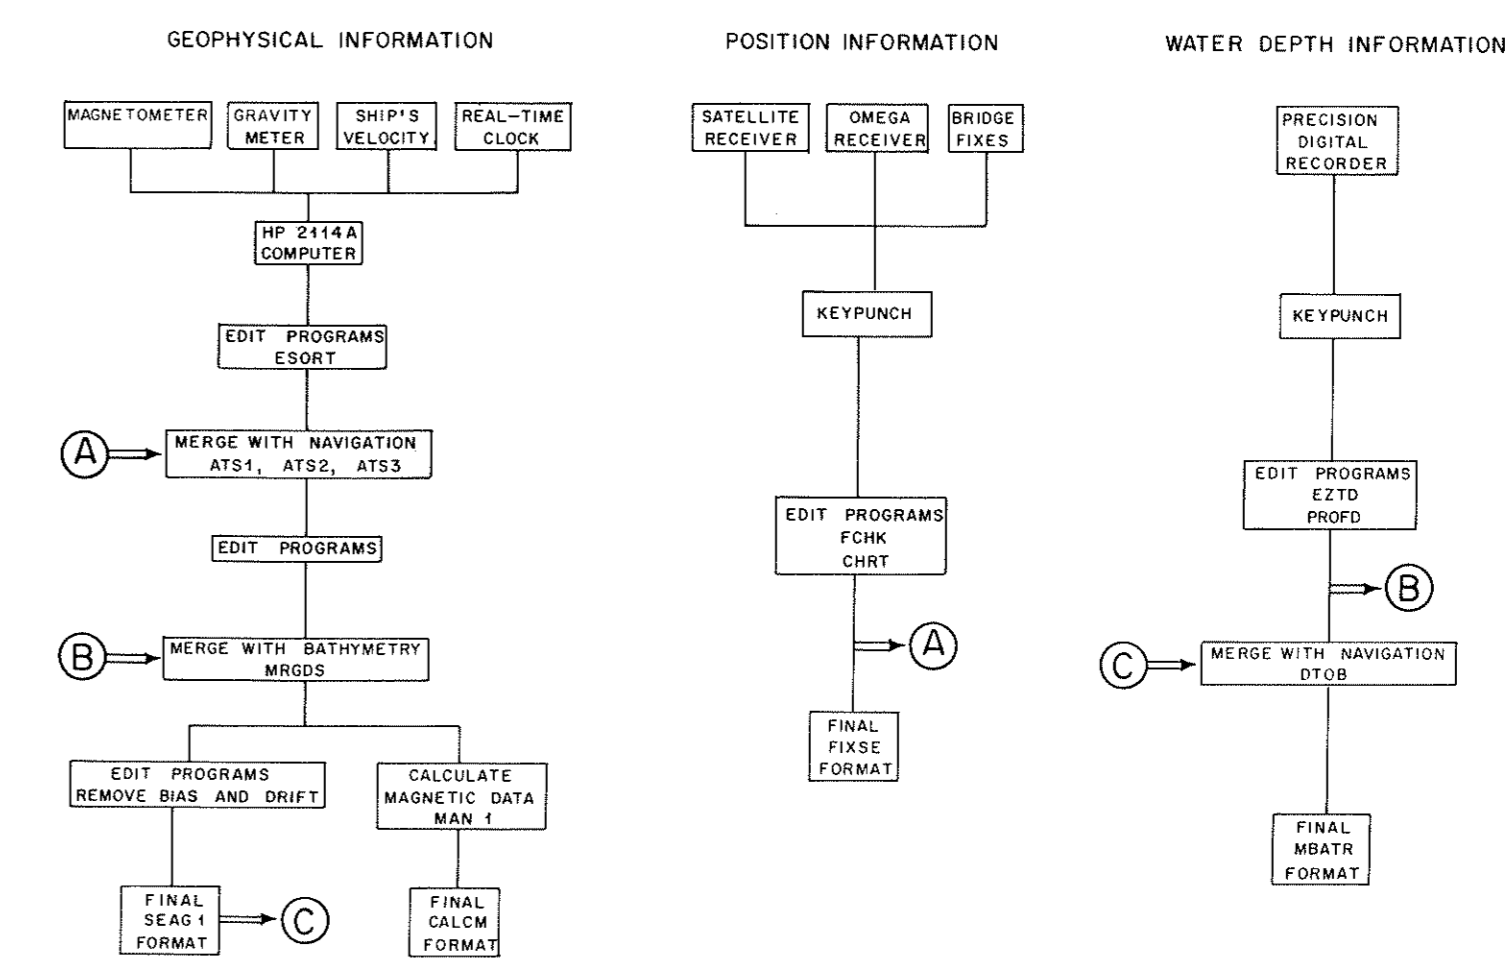 GEOPHYSICAL INFORMATION
MAGNETOMETER
GRAVITY
METER
SHIP'S
VELOCITY
REAL-TIME
CLOCK
HP 2114A
COMPUTER
EDIT PROGRAMS
ESORT
A
MERGE WITH NAVIGATION
ATS1, ATS2, ATS3
EDIT PROGRAMS
B
MERGE WITH BATHYMETRY
MRGDS
EDIT PROGRAMS
REMOVE BIAS AND DRIFT
CALCULATE
MAGNETIC DATA
MAN 1
FINAL
SEAG1
FORMAT
C
FINAL
CALCM
FORMAT
POSITION INFORMATION
SATELLITE
RECEIVER
OMEGA
RECEIVER
BRIDGE
FIXES
KEYPUNCH
EDIT PROGRAMS
FCHK
CHRT
A
FINAL
FIXSE
FORMAT
WATER DEPTH INFORMATION
PRECISION
DIGITAL
RECORDER
KEYPUNCH
EDIT PROGRAMS
EZTD
PROFD
B
C
MERGE WITH NAVIGATION
DTOB
FINAL
MBATR
FORMAT